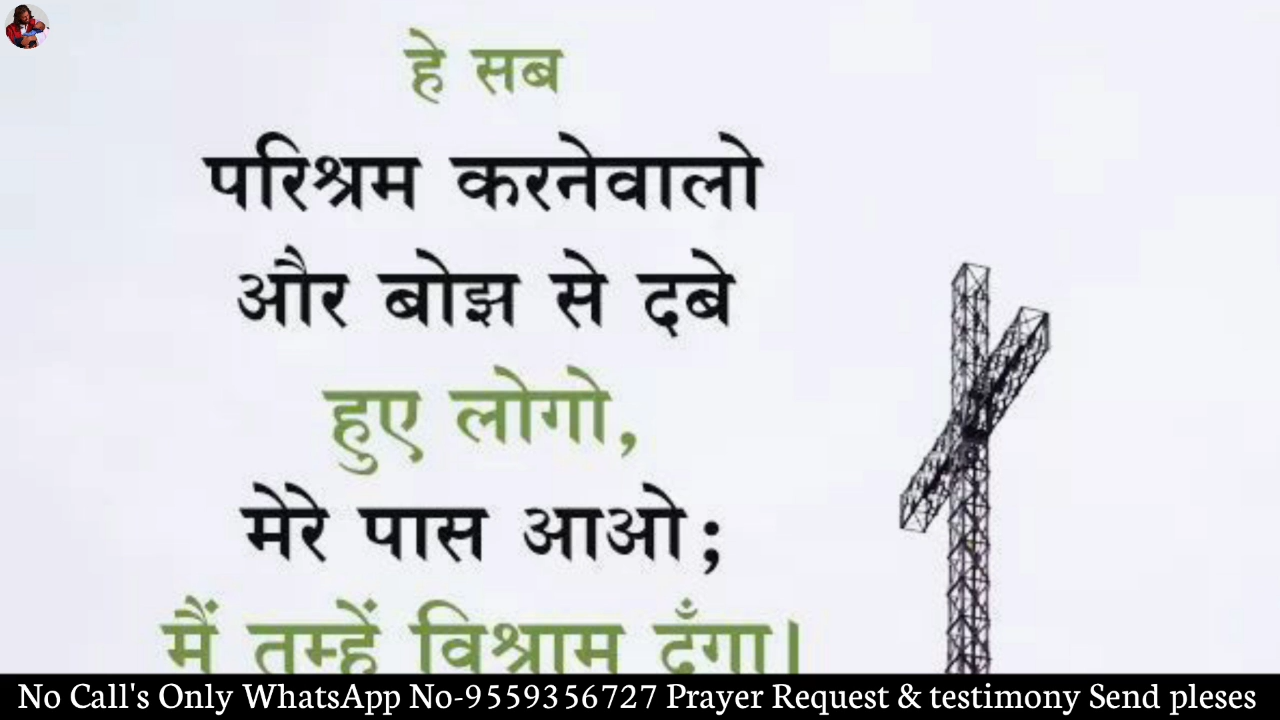 हे सब
परिश्रम करनेवालो
और बोझ से दबे
हुए लोगो,
मेरे पास आओ;
मैं तुम्हें विश्राम दूँगा।
No Call's Only WhatsApp No-9559356727 Prayer Request & testimony Send pleses